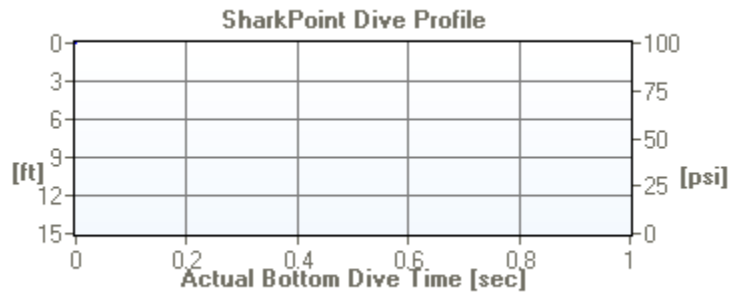 SharkPoint Dive Profile
0 100
3 75
6 50
[ft] 9 25 [psi]
12
15 0
0 0.2 0.4 0.6 0.8 1
Actual Bottom Dive Time [sec]